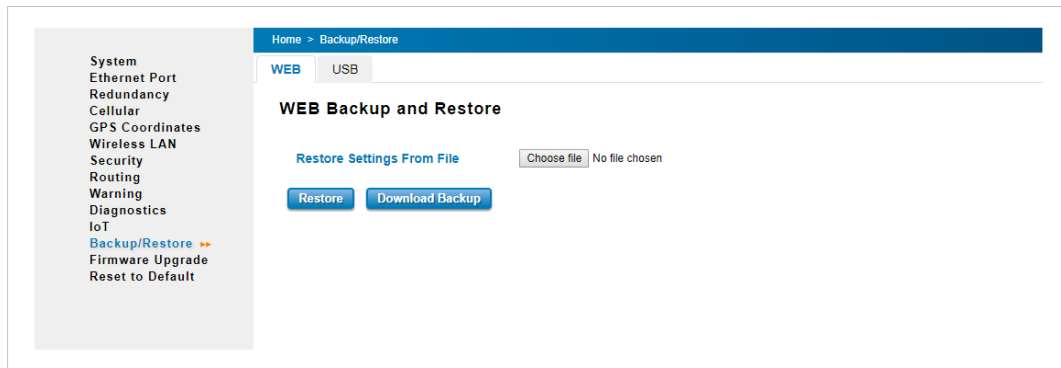 Home > Backup/Restore
System
Ethernet Port
Redundancy
Cellular
GPS Coordinates
Wireless LAN
Security
Routing
Warning
Diagnostics
IoT
Backup/Restore
Firmware Upgrade
Reset to Default
WEB USB
WEB Backup and Restore
Restore Settings From File Choose file No file chosen
Restore Download Backup